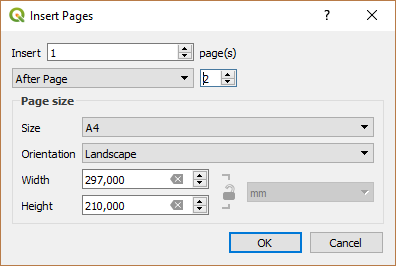 Insert Pages
Insert 1 page(s)
After Page 2
Page size
Size A4
Orientation Landscape
Width 297,000
mm
Height 210,000
OK Cancel